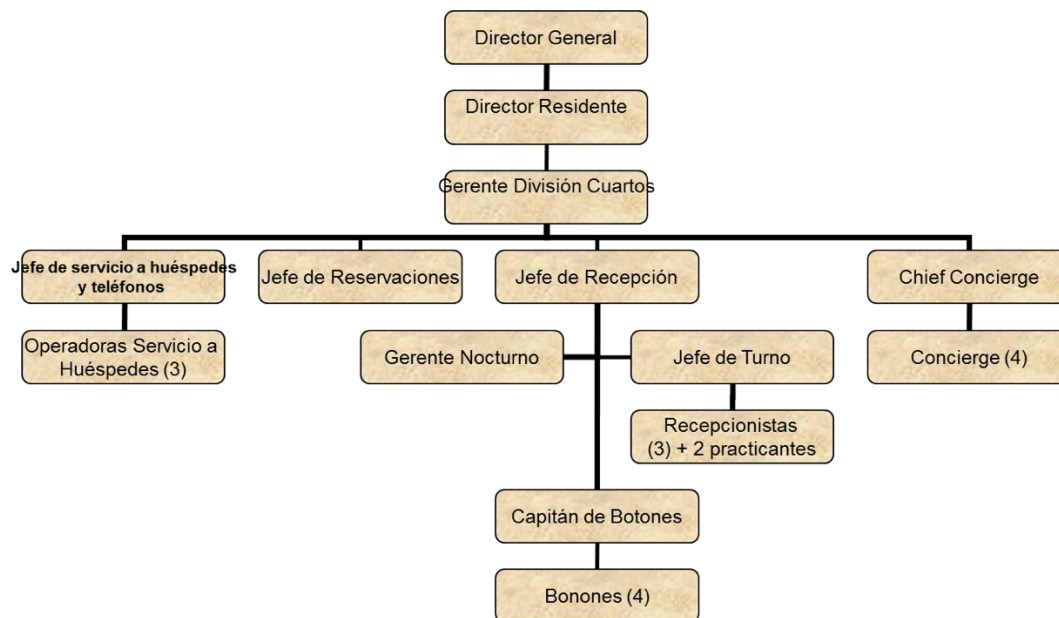 Director General
Director Residente
Gerente División Cuartos
Jefe de servicio a huéspedes
y teléfonos
Jefe de Reservaciones
Jefe de Recepción
Chief Concierge
Operadoras Servicio a
Huéspedes (3)
Gerente Nocturno
Jefe de Turno
Concierge (4)
Recepcionistas
(3) + 2 practicantes
Capitán de Botones
Bonones (4)